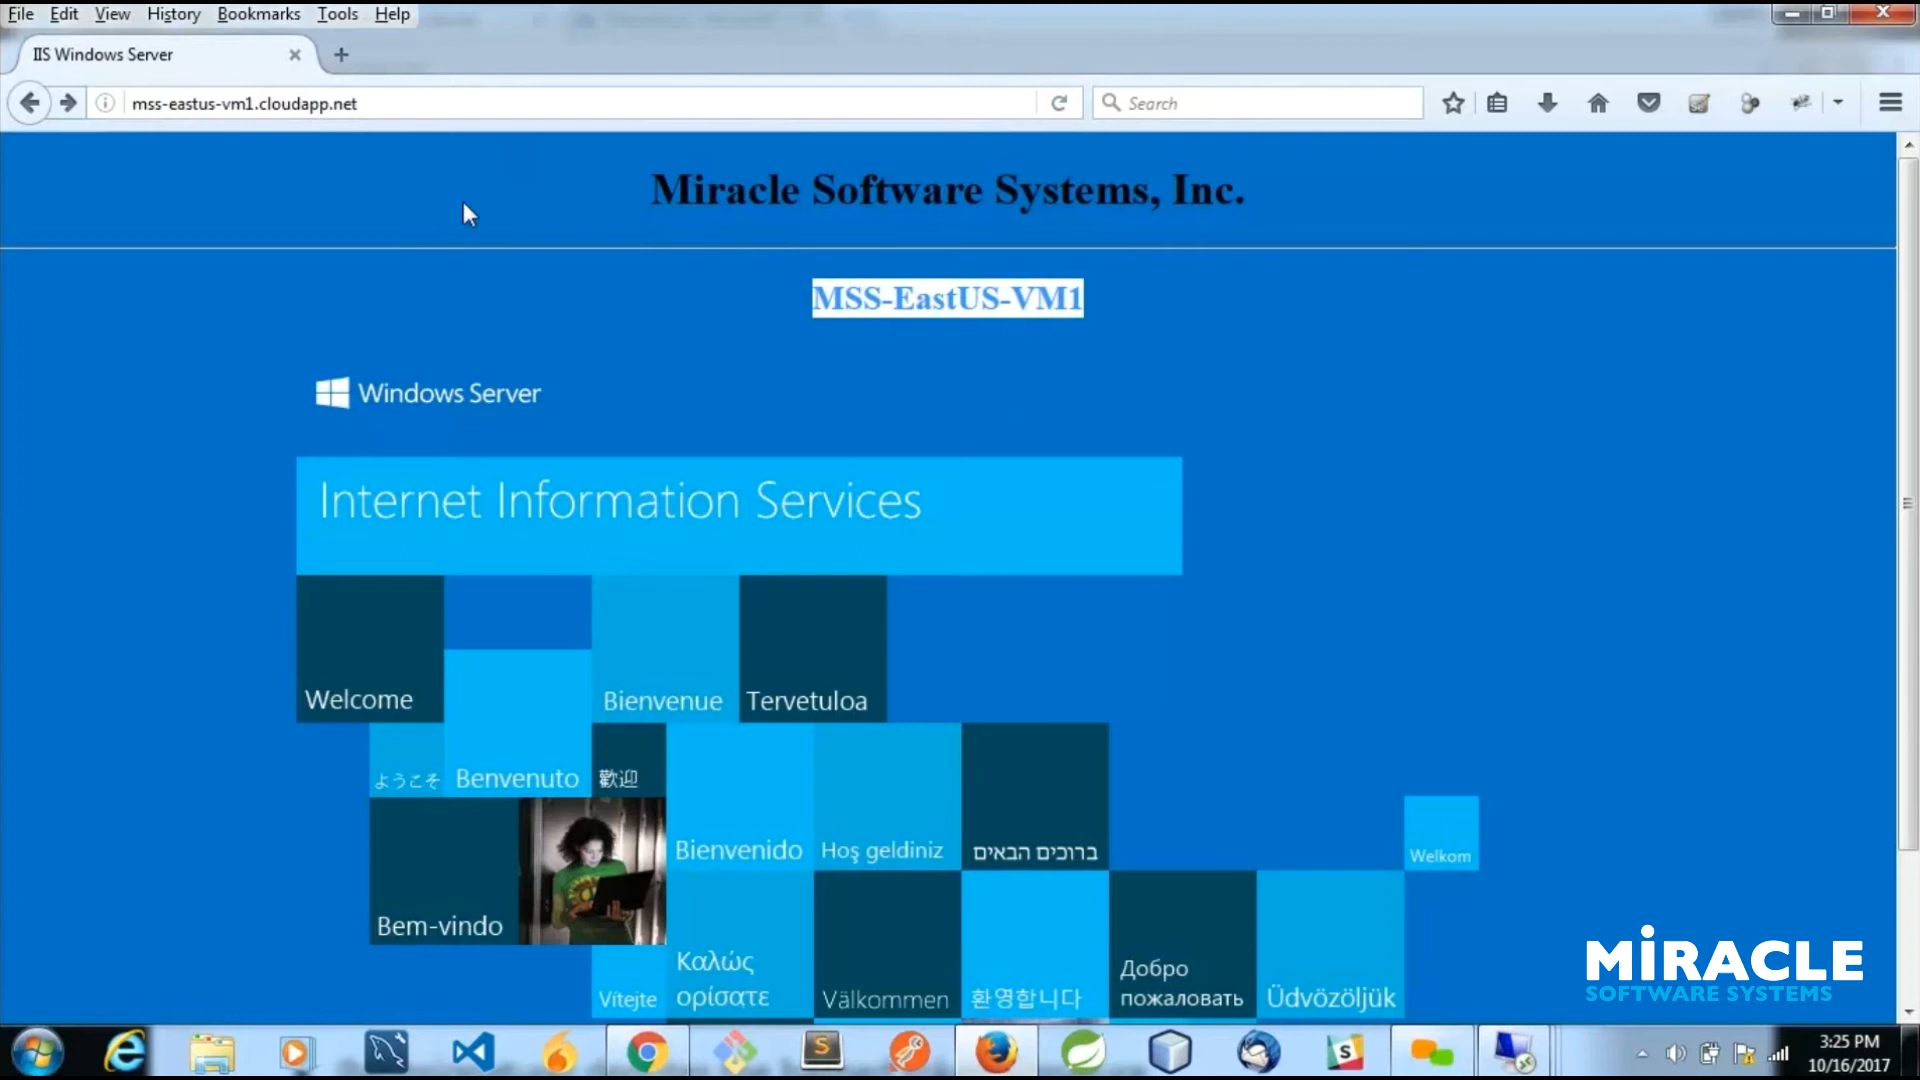 File Edit View History Bookmarks Tools Help
IIS Windows Server
mss-eastus-vm1.cloudapp.net
Search
Miracle Software Systems, Inc.
MSS-EastUS-VM1
Windows Server
Internet Information Services
Welcome
Bienvenue
Tervetuloa
ようこそ
Benvenuto
歡迎
Bienvenido
Hoş geldiniz
ברוכים הבאים
Welkom
Bem-vindo
Vítejte
Καλώς
ορίσατε
Välkommen
환영합니다
Добро
пожаловать
Üdvözöljük
MiRACLE
SOFTWARE SYSTEMS
3:25 PM
10/16/2017